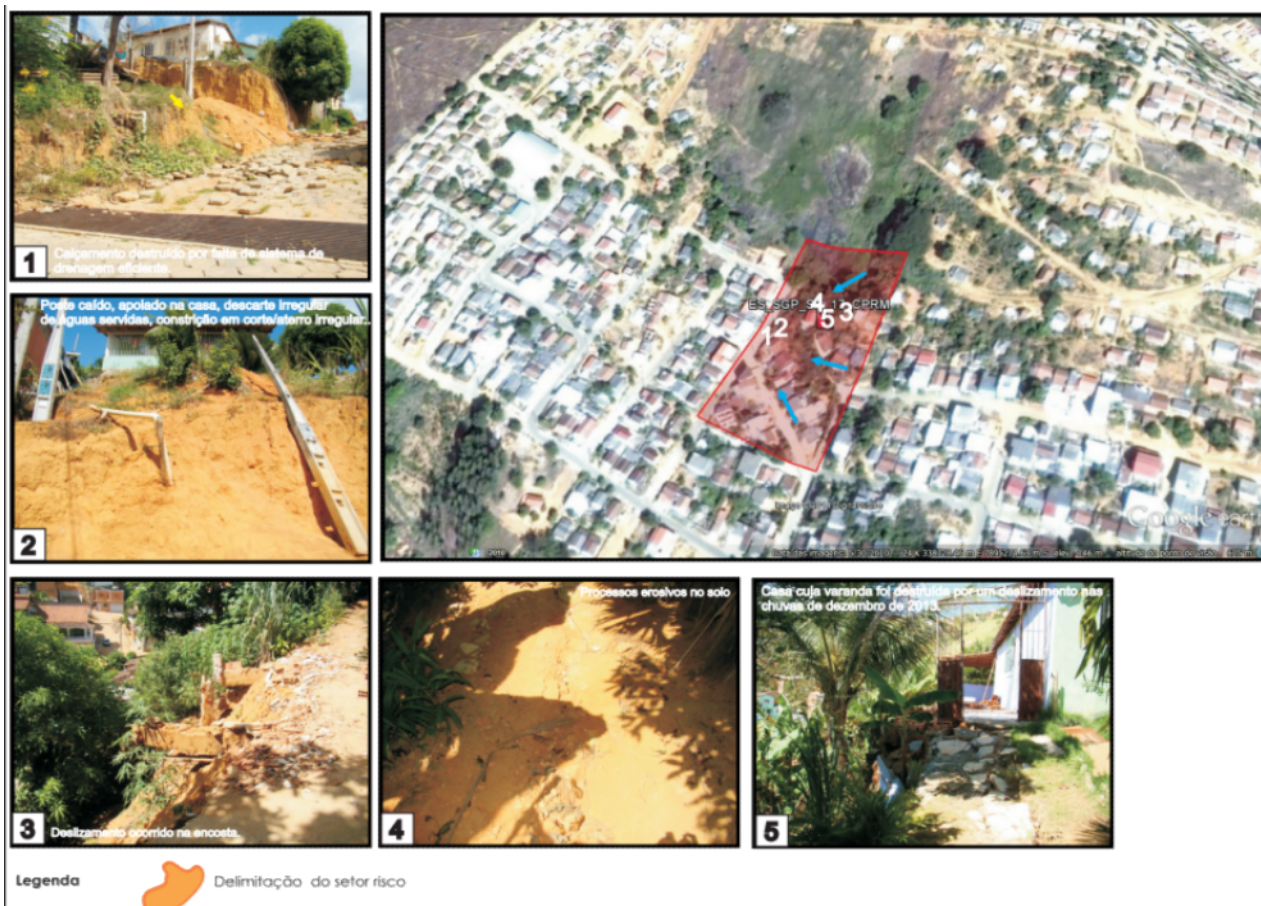 1
Calçamento destruído por falta de sistema de
drenagem eficiente.
Poste caído, apoiado na casa, descarte irregular
de águas servidas, constrição em corte/aterro irregular.
2
4
3
5
1 2
Google
3
Deslizamento ocorrido na encosta.
Processos erosivos no solo
4
Casa cuja varanda foi destruída por um deslizamento nas
chuvas de dezembro de 2013.
5
Legenda
Delimitação do setor risco